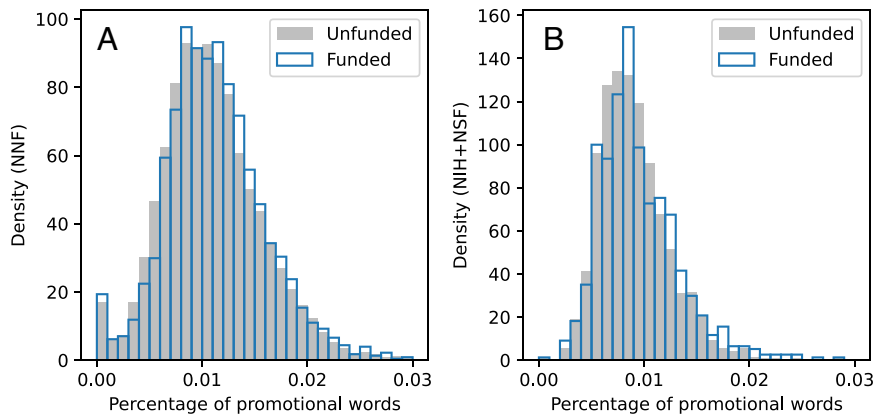 A
Unfunded
Funded
100
80
60
40
20
0
Density (NNF)
0.00
0.01
0.02
0.03
Percentage of promotional words
B
Unfunded
Funded
160
140
120
100
80
60
40
20
0
Density (NIH+NSF)
0.00
0.01
0.02
0.03
Percentage of promotional words